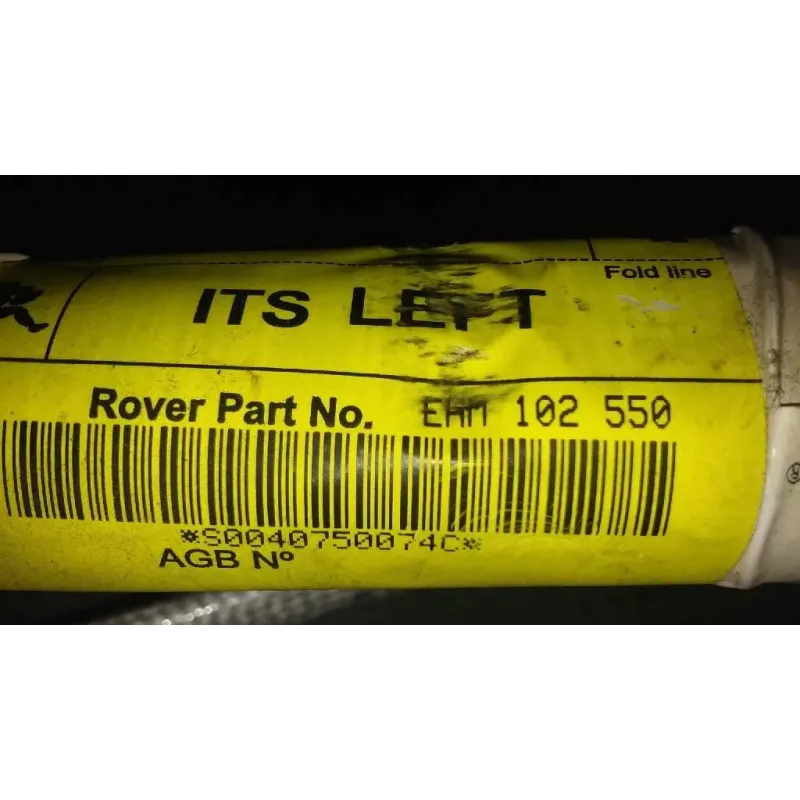 Fold line
ITS LEFT
Rover Part No. EHM 102 550
*S0040750074C*
AGB Nº
®